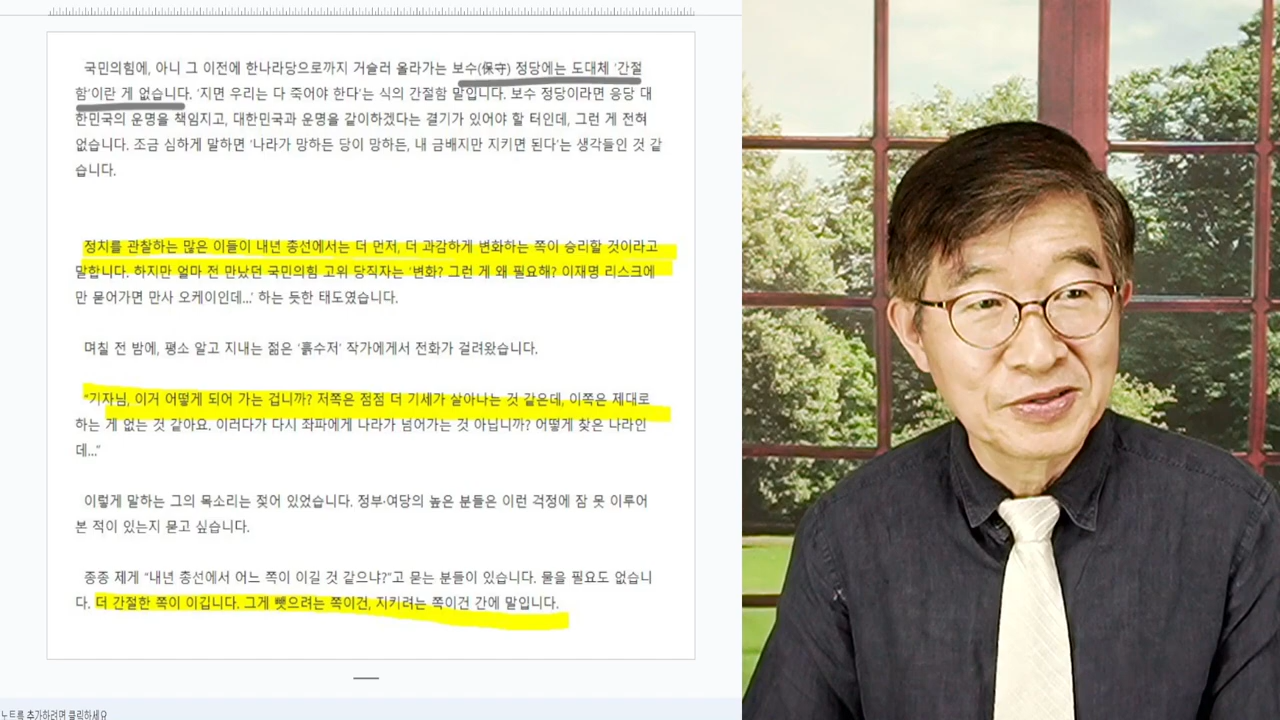 국민의힘에, 아니 그 이전에 한나라당으로까지 거슬러 올라가는 보수(保守) 정당에는 도대체 '간절
함'이란 게 없습니다. '지면 우리는 다 죽어야 한다'는 식의 간절함 말입니다. 보수 정당이라면 응당 대
한민국의 운명을 책임지고, 대한민국과 운명을 같이하겠다는 결기가 있어야 할 터인데, 그런 게 전혀
없습니다. 조금 심하게 말하면 '나라가 망하든 당이 망하든, 내 금배지만 지키면 된다'는 생각들인 것 같
습니다.
정치를 관찰하는 많은 이들이 내년 총선에서는 더 먼저, 더 과감하게 변화하는 쪽이 승리할 것이라고
말합니다. 하지만 얼마 전 만났던 국민의힘 고위 당직자는 '변화? 그런 게 왜 필요해? 이재명 리스크에
만 묻어가면 만사 오케이인데...' 하는 듯한 태도였습니다.
며칠 전 밤에, 평소 알고 지내는 젊은 '흙수저' 작가에게서 전화가 걸려왔습니다.
"기자님, 이거 어떻게 되어 가는 겁니까? 저쪽은 점점 더 기세가 살아나는 것 같은데, 이쪽은 제대로
하는 게 없는 것 같아요. 이러다가 다시 좌파에게 나라가 넘어가는 것 아닙니까? 어떻게 찾은 나라인
데..."
이렇게 말하는 그의 목소리는 젖어 있었습니다. 정부·여당의 높은 분들은 이런 걱정에 잠 못 이루어
본 적이 있는지 묻고 싶습니다.
종종 제게 "내년 총선에서 어느 쪽이 이길 것 같으냐?"고 묻는 분들이 있습니다. 물을 필요도 없습니
다. 더 간절한 쪽이 이깁니다. 그게 뺏으려는 쪽이건, 지키려는 쪽이건 간에 말입니다.
노트를 추가하려면 클릭하세요